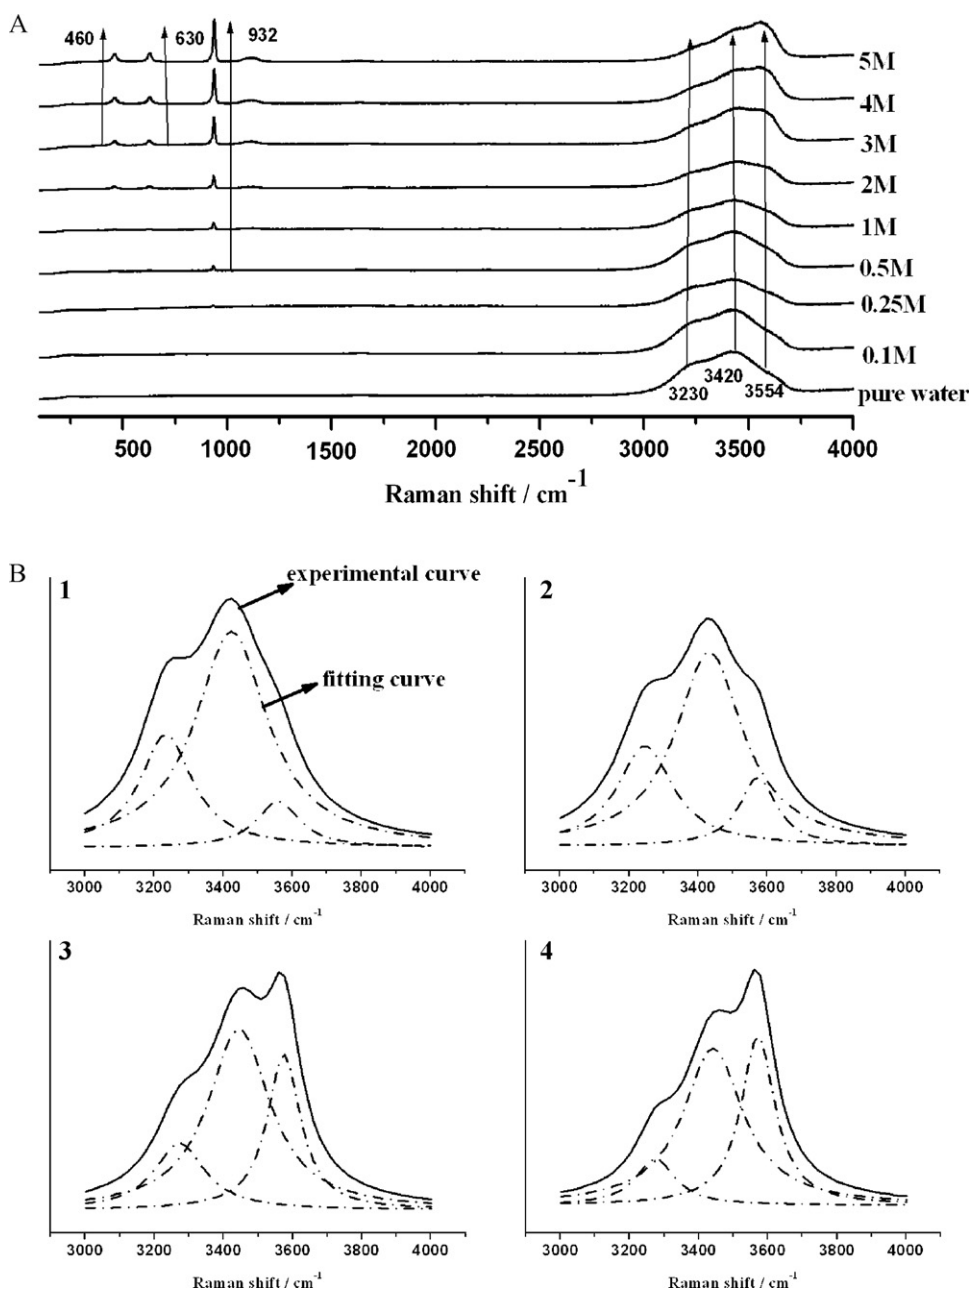 A
460 630 932
5M
4M
3M
2M
1M
0.5M
0.25M
0.1M
pure water
3230 3420 3554
500 1000 1500 2000 2500 3000 3500 4000
Raman shift / cm-1
B
1
experimental curve
fitting curve
3000 3200 3400 3600 3800 4000
Raman shift / cm-1
2
3000 3200 3400 3600 3800 4000
Raman shift / cm-1
3
3000 3200 3400 3600 3800 4000
Raman shift / cm-1
4
3000 3200 3400 3600 3800 4000
Raman shift / cm-1